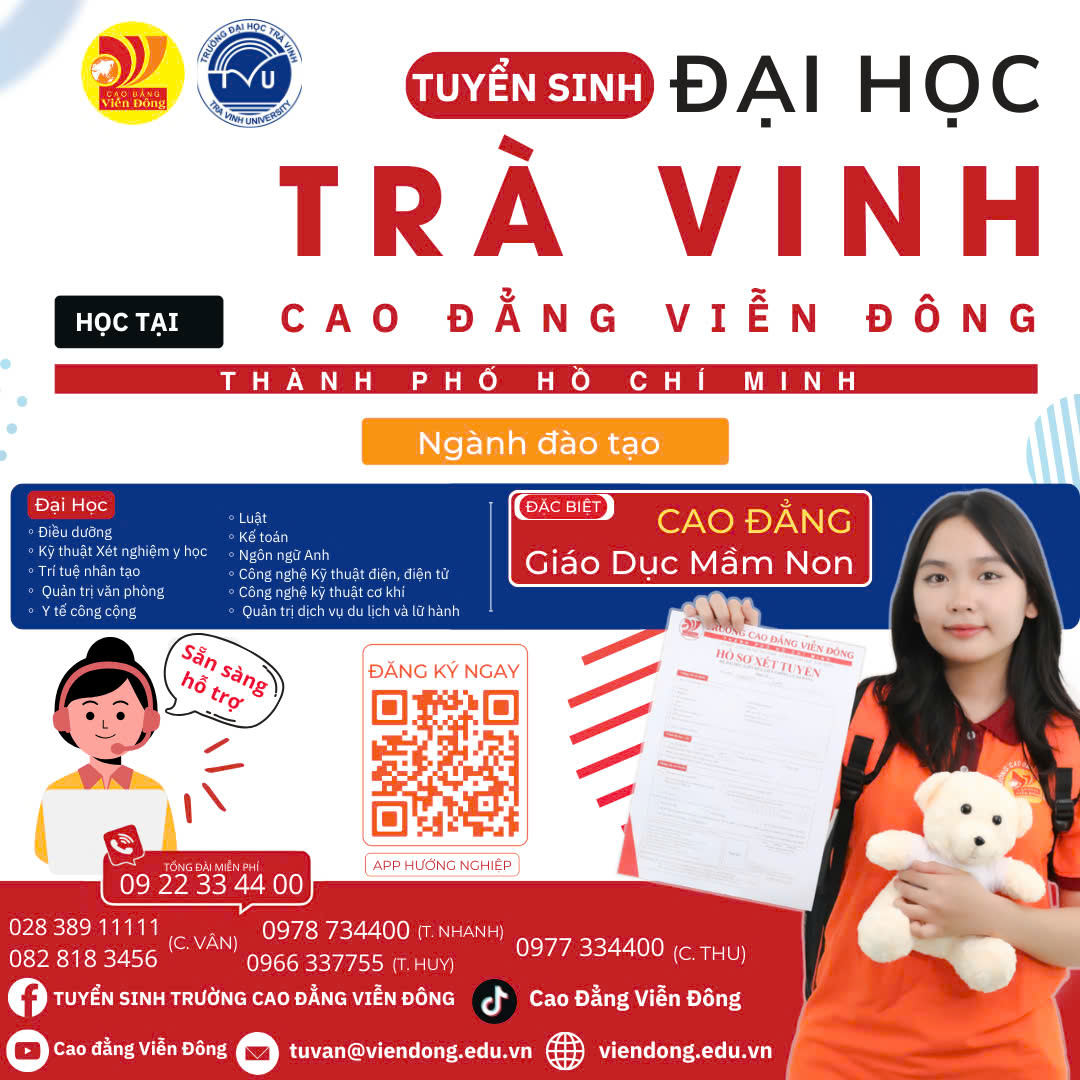 CAO ĐẲNG
Viễn Đông
TRƯỜNG ĐẠI HỌC TRÀ VINH
TVU
TRA VINH UNIVERSITY
TUYỂN SINH ĐẠI HỌC
TRÀ VINH
HỌC TẠI CAO ĐẲNG VIỄN ĐÔNG
THÀNH PHỐ HỒ CHÍ MINH
Ngành đào tạo
Đại Học
◦ Điều dưỡng
◦ Kỹ thuật Xét nghiệm y học
◦ Trí tuệ nhân tạo
◦ Quản trị văn phòng
◦ Y tế công cộng
◦ Luật
◦ Kế toán
◦ Ngôn ngữ Anh
◦ Công nghệ Kỹ thuật điện, điện tử
◦ Công nghệ kỹ thuật cơ khí
◦ Quản trị dịch vụ du lịch và lữ hành
ĐẶC BIỆT
CAO ĐẲNG
Giáo Dục Mầm Non
Sẵn sàng
hỗ trợ
ĐĂNG KÝ NGAY
APP HƯỚNG NGHIỆP
TRƯỜNG CAO ĐẲNG VIỄN ĐÔNG
HỒ SƠ XÉT TUYỂN
TỔNG ĐÀI MIỄN PHÍ
09 22 33 44 00
028 389 11111
082 818 3456
(C. VÂN)
0978 734400 (T. NHANH)
0966 337755 (T. HUY)
0977 334400 (C. THU)
TUYỂN SINH TRƯỜNG CAO ĐẲNG VIỄN ĐÔNG
Cao Đẳng Viễn Đông
Cao đẳng Viễn Đông
tuvan@viendong.edu.vn
viendong.edu.vn